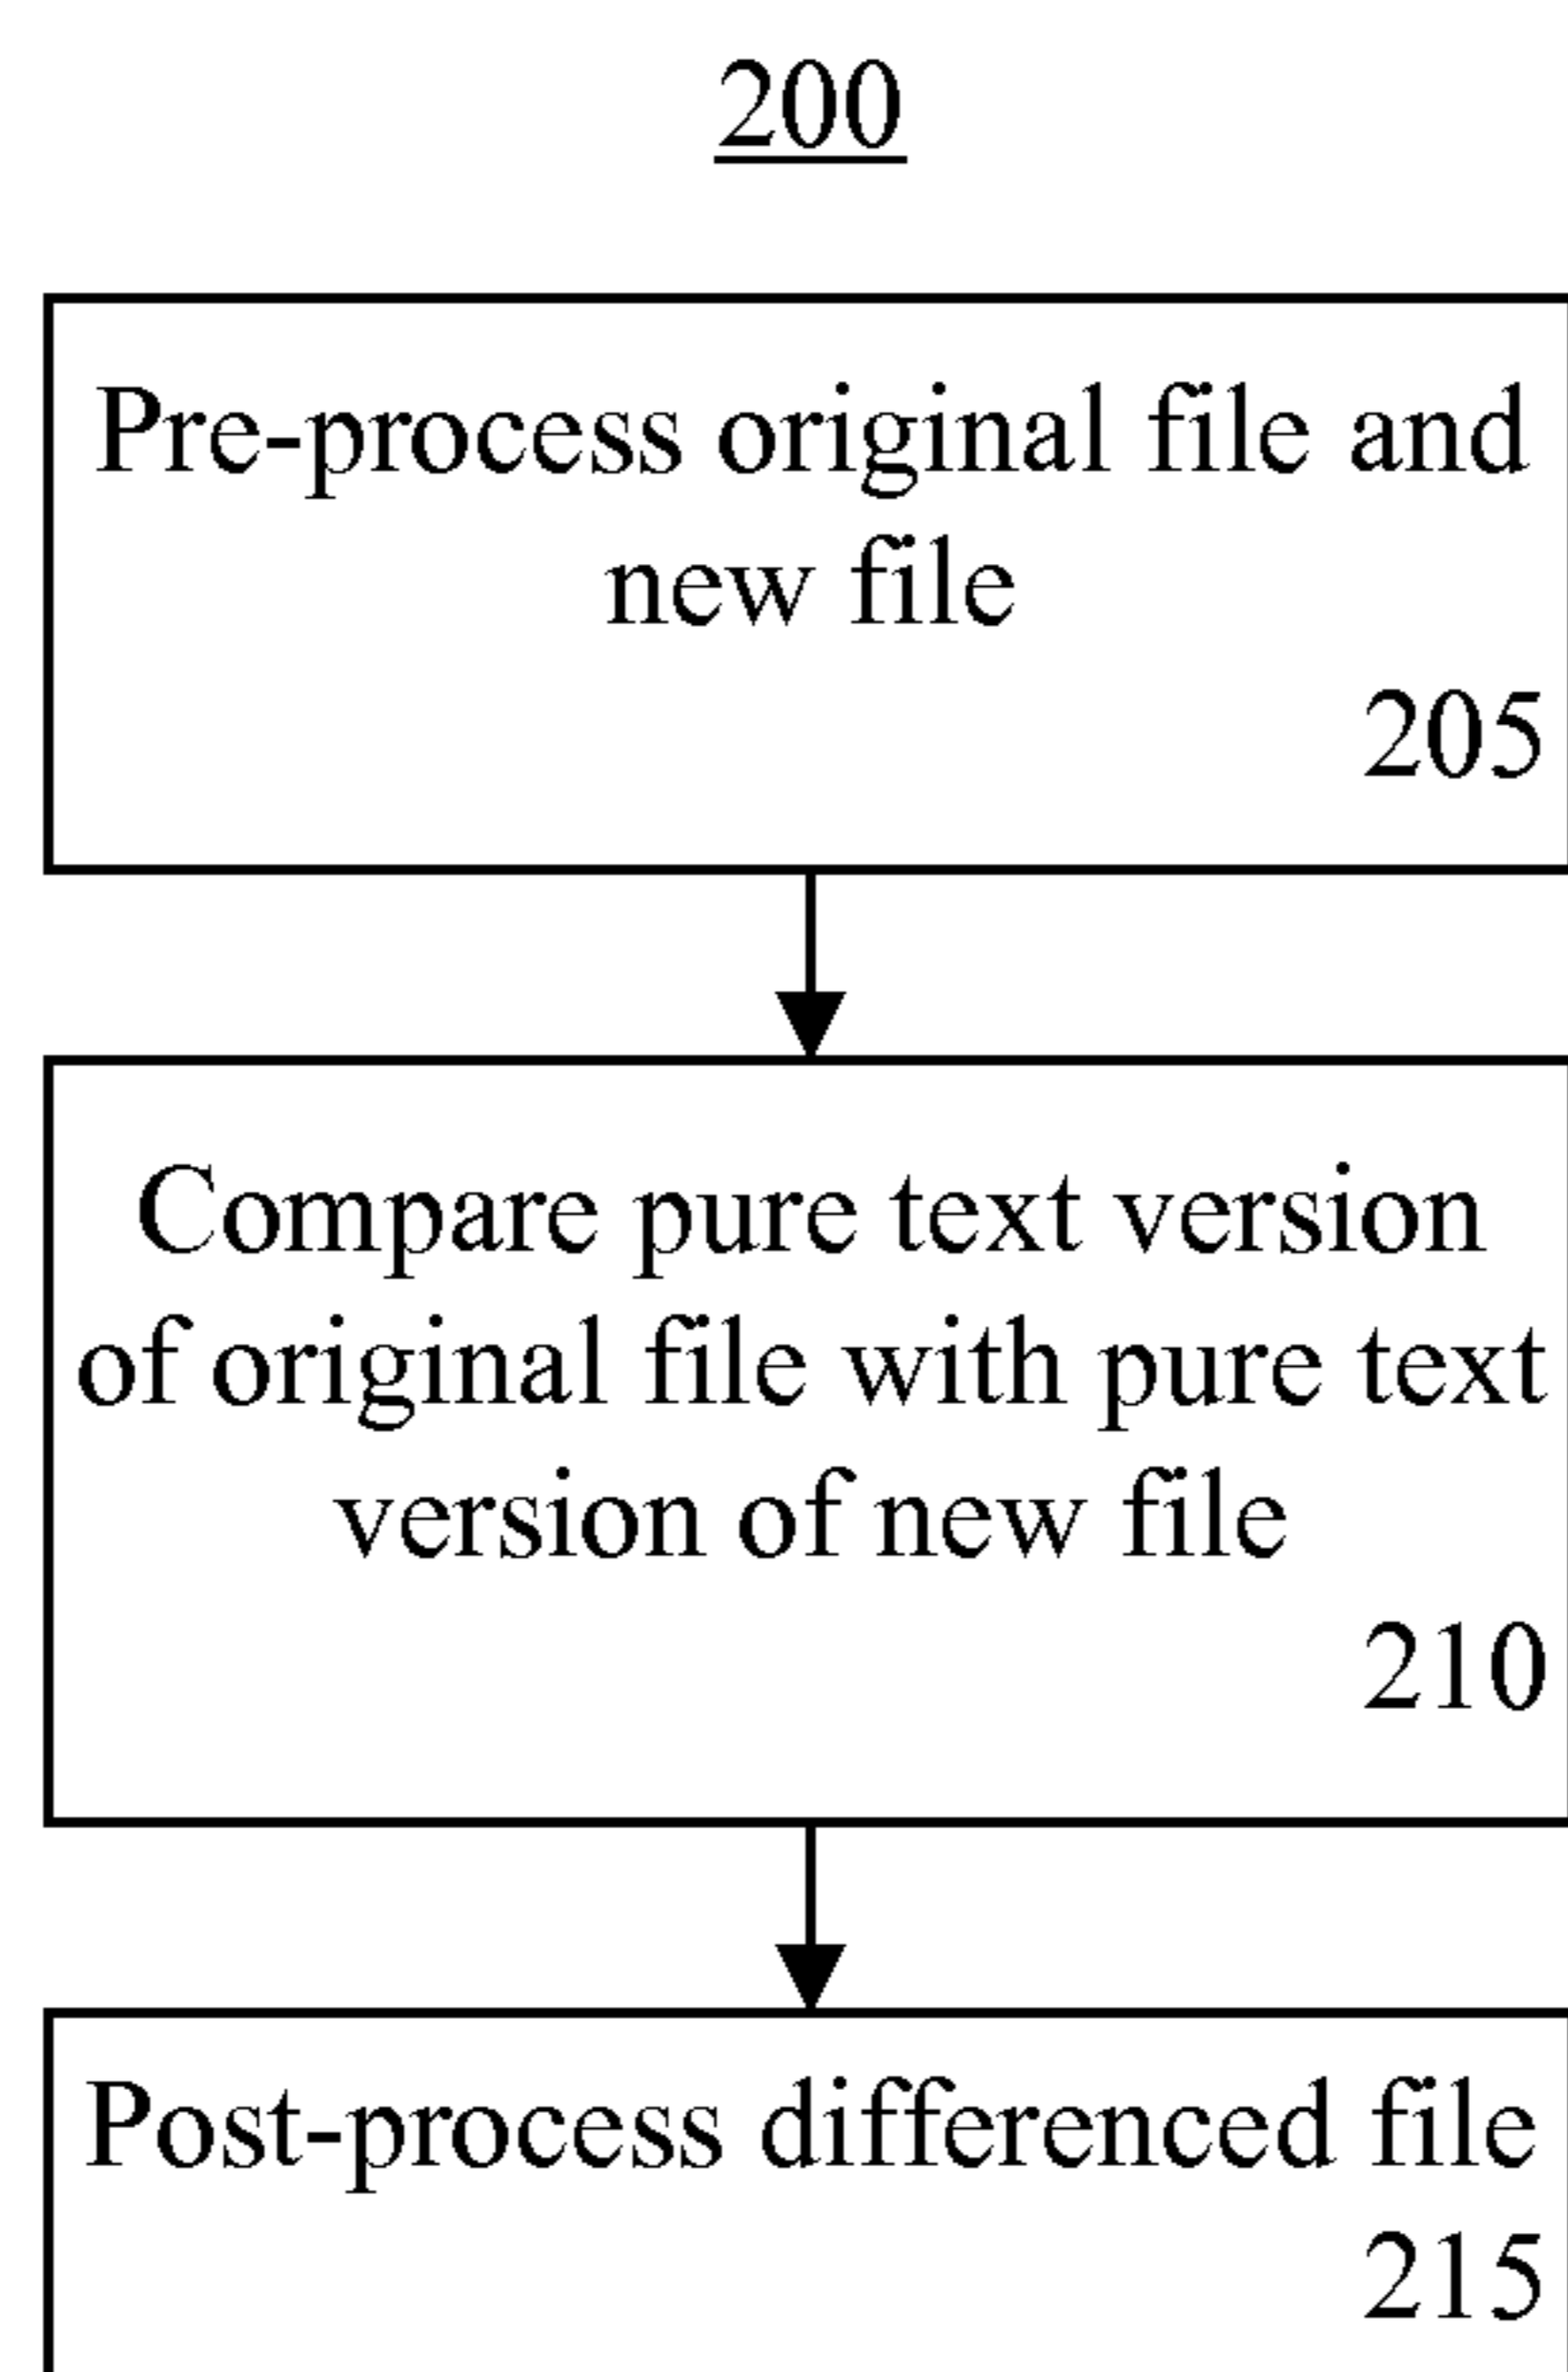 200
Pre-process original file and
new file
205
Compare pure text version
of original file with pure text
version of new file
210
Post-process differenced file
215